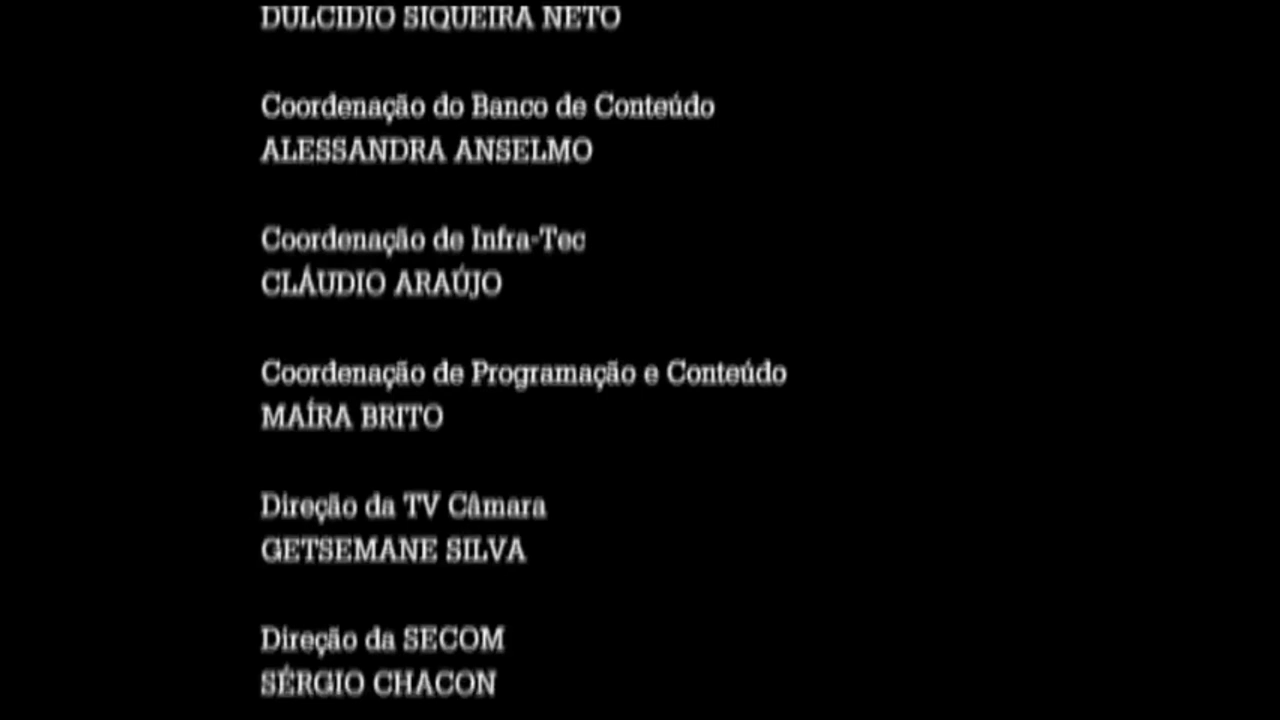 DULCIDIO SIQUEIRA NETO
Coordenação do Banco de Conteúdo
ALESSANDRA ANSELMO
Coordenação de Infra-Tec
CLÁUDIO ARAÚJO
Coordenação de Programação e Conteúdo
MAÍRA BRITO
Direção da TV Câmara
GETSEMANE SILVA
Direção da SECOM
SÉRGIO CHACON